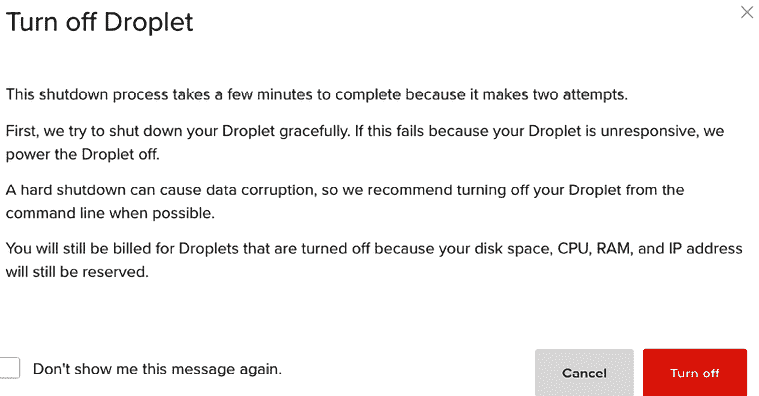 Turn off Droplet
This shutdown process takes a few minutes to complete because it makes two attempts.
First, we try to shut down your Droplet gracefully. If this fails because your Droplet is unresponsive, we
power the Droplet off.
A hard shutdown can cause data corruption, so we recommend turning off your Droplet from the
command line when possible.
You will still be billed for Droplets that are turned off because your disk space, CPU, RAM, and IP address
will still be reserved.
Don't show me this message again.
Cancel
Turn off